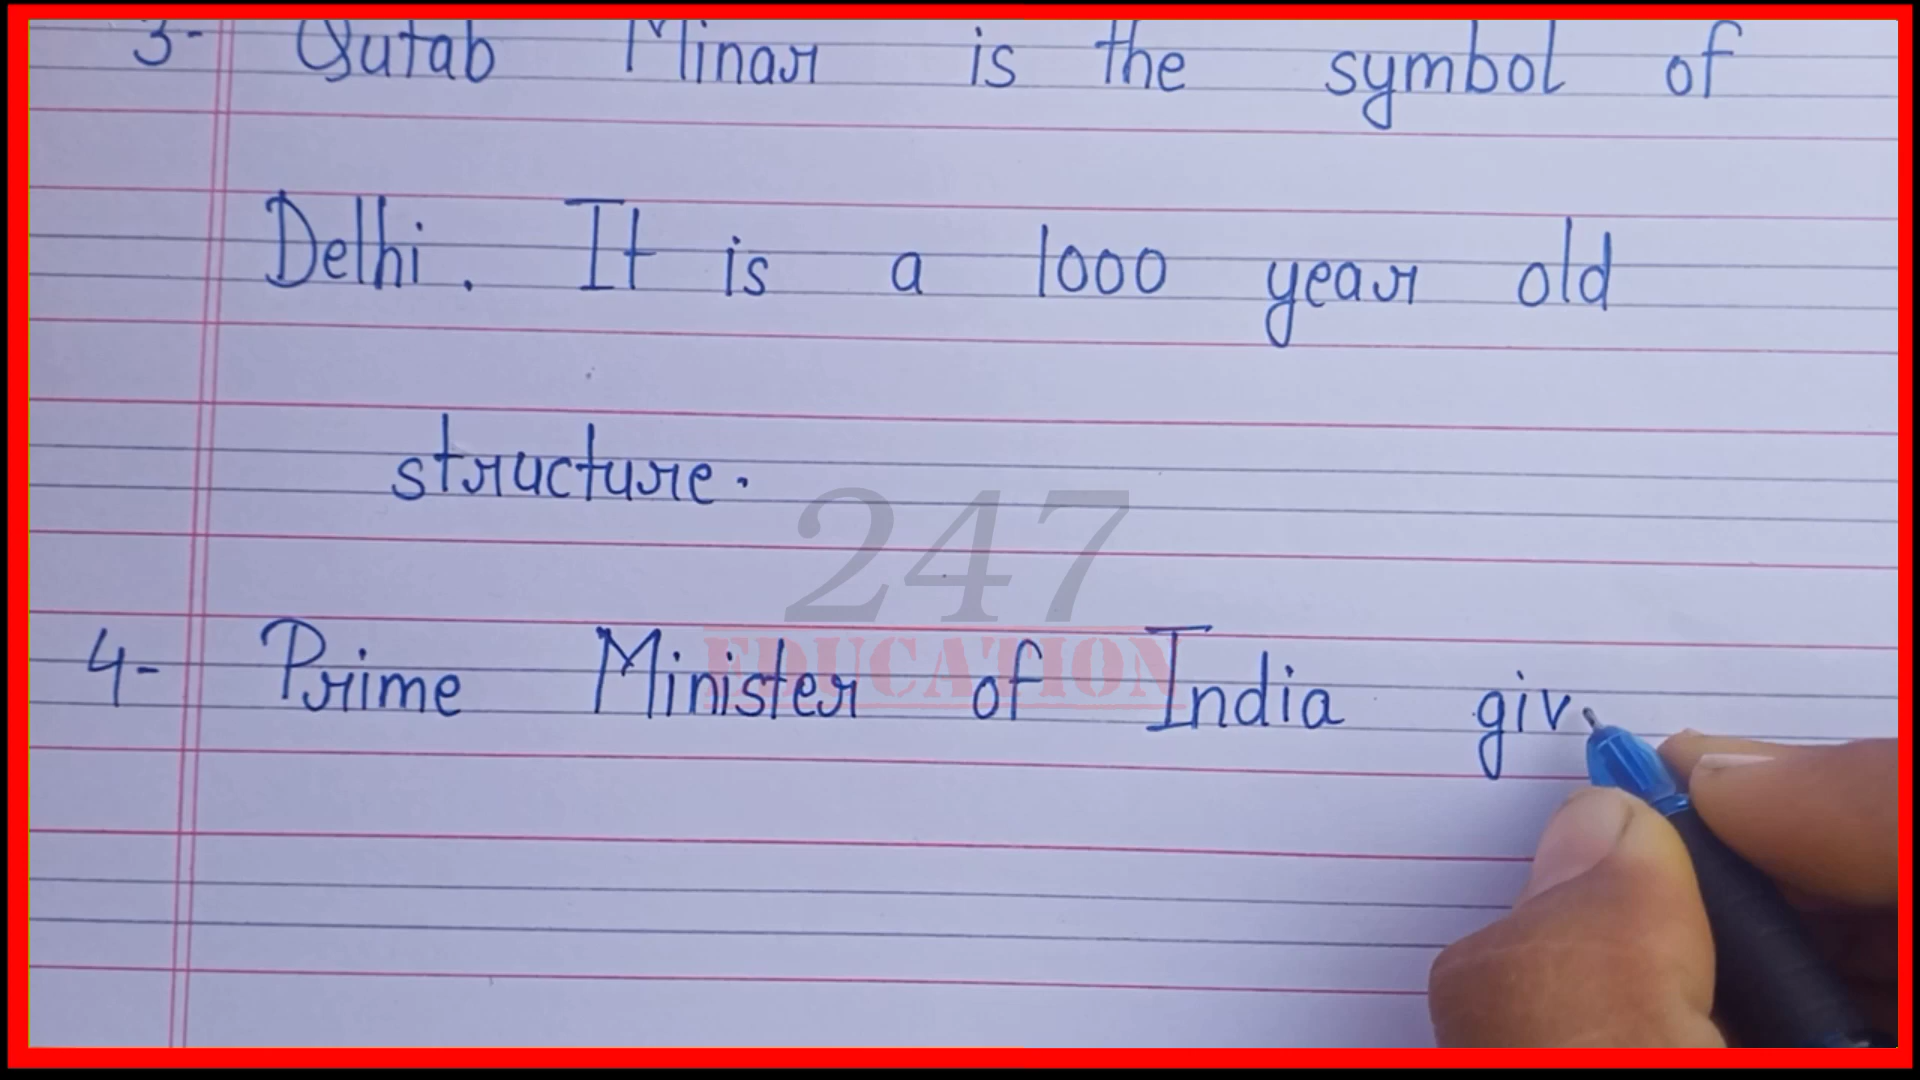 3- Qutab Minar is the symbol of
Delhi. It is a 1000 year old
structure.
247
EDUCATION
4- Prime Minister of India giv